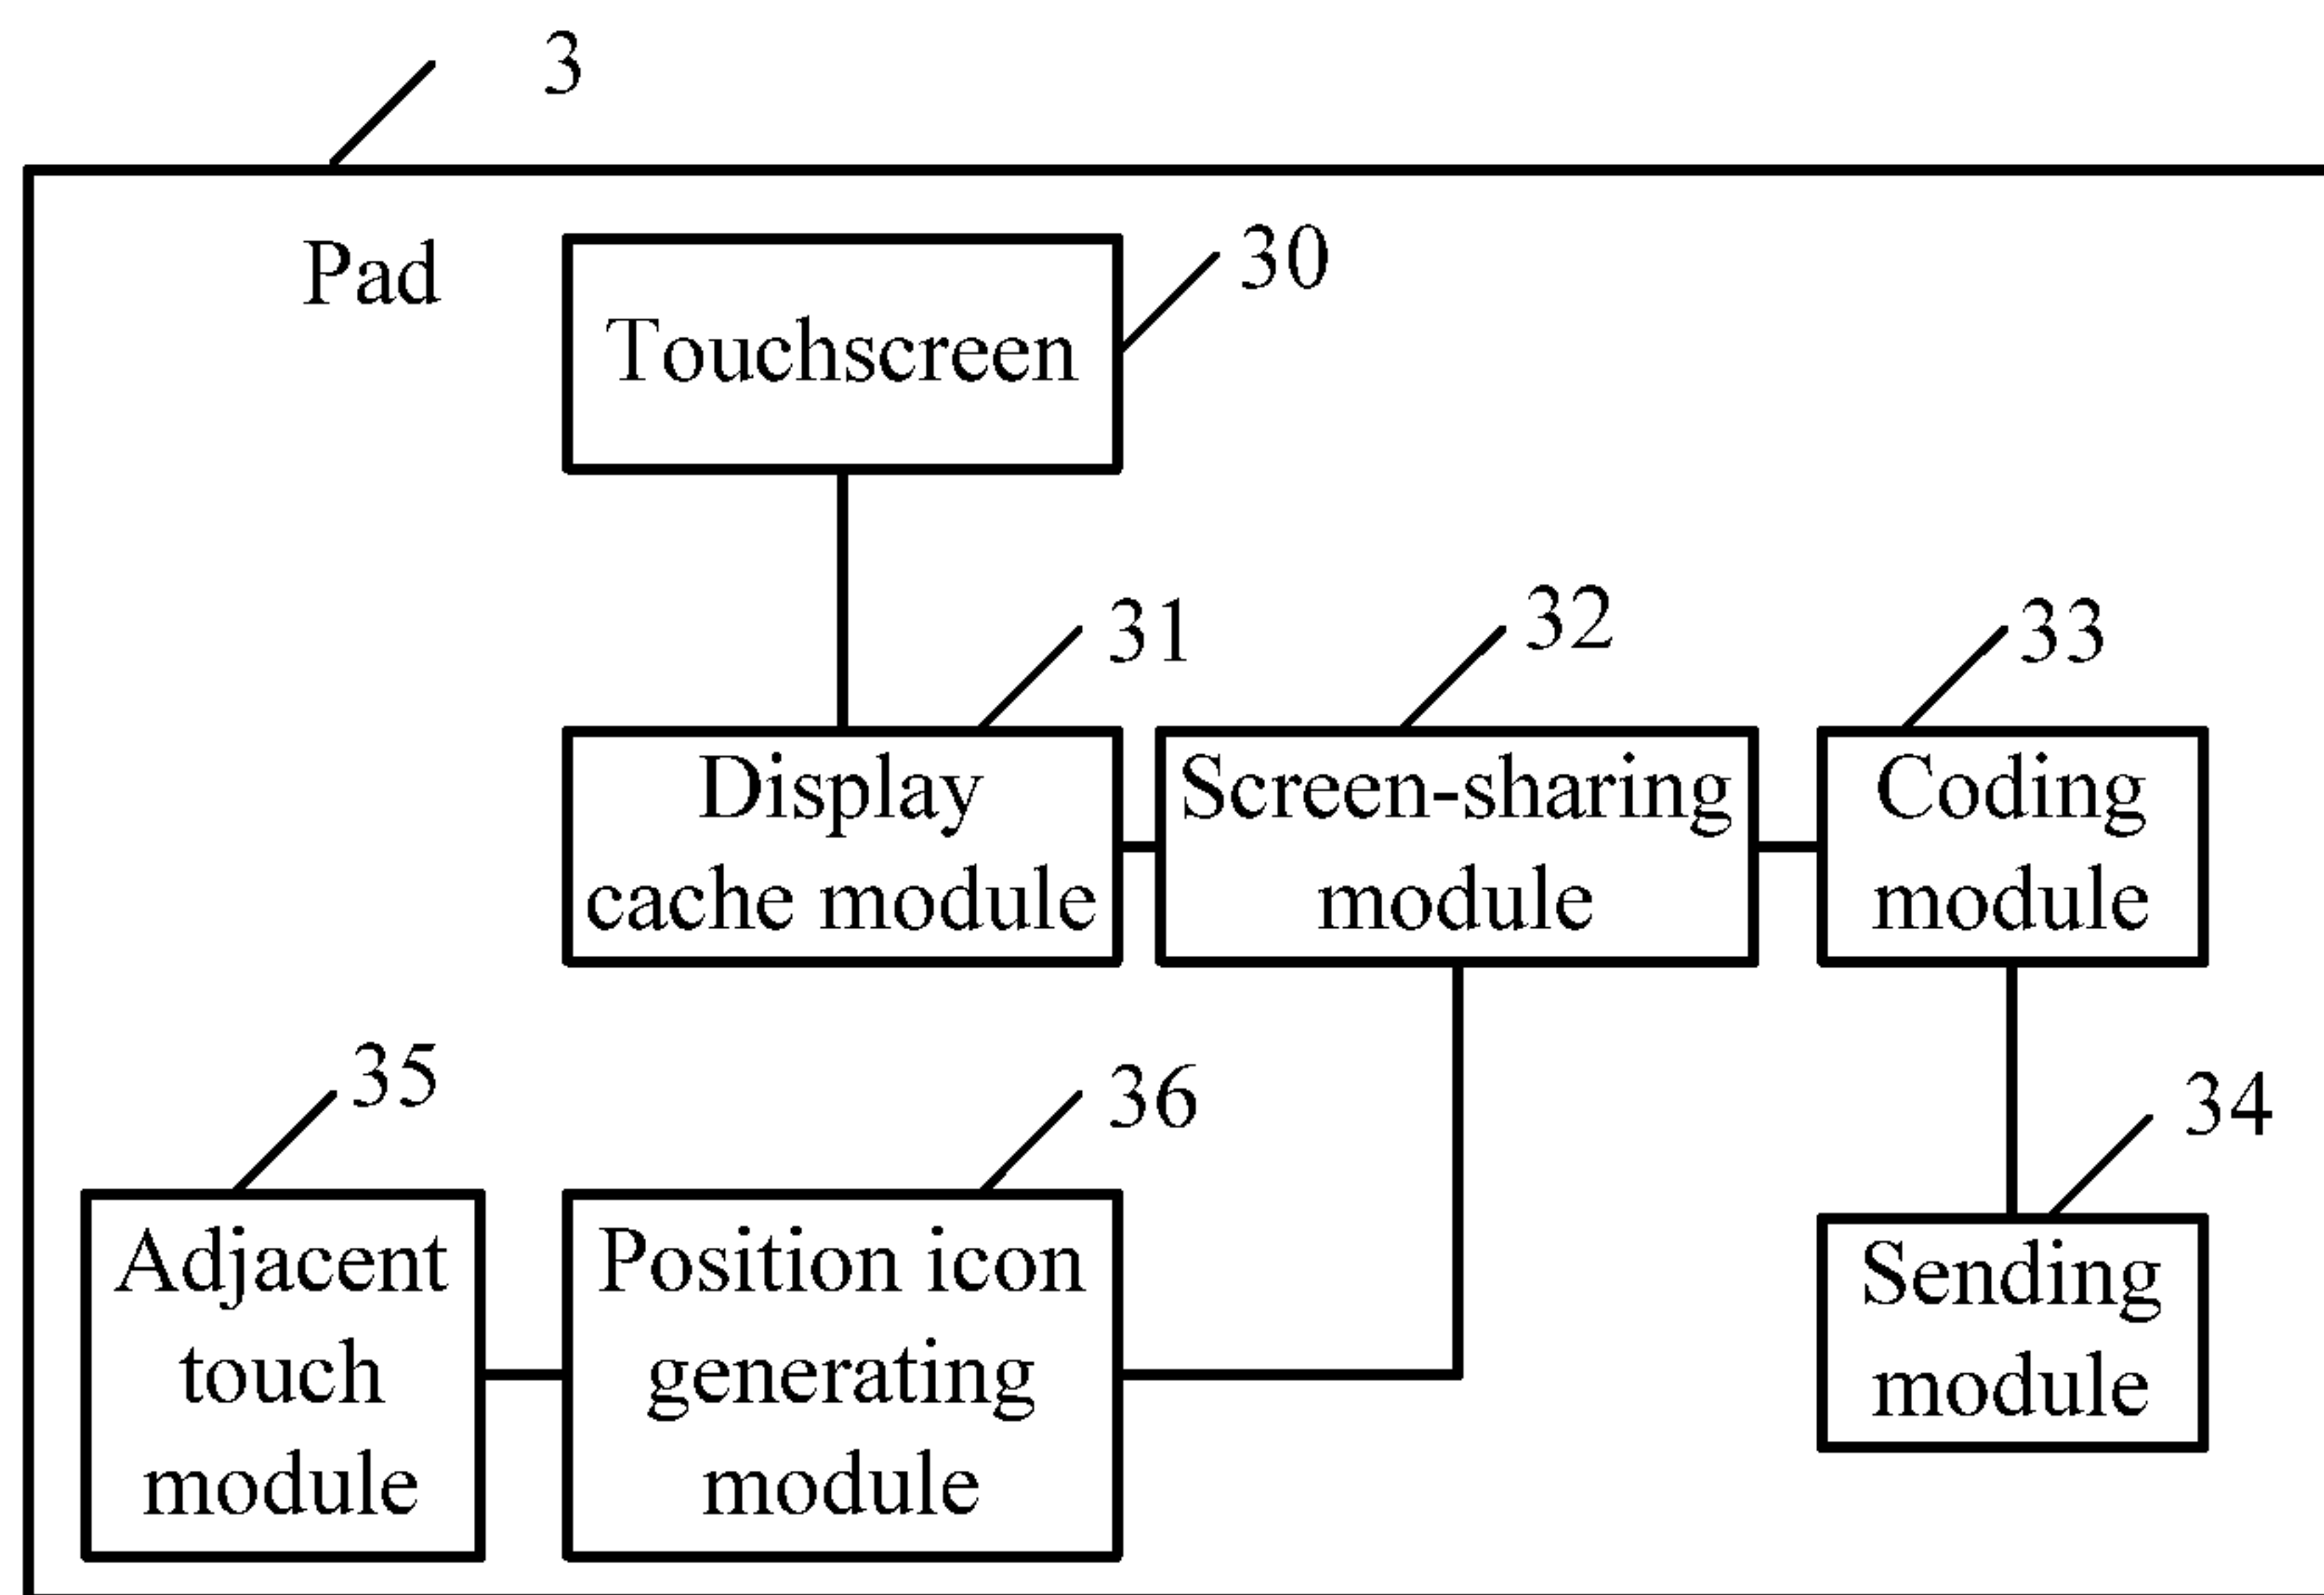 3
Pad
30
Touchscreen
31
32
33
Display
cache module
Screen-sharing
module
Coding
module
35
36
34
Adjacent
touch
module
Position icon
generating
module
Sending
module